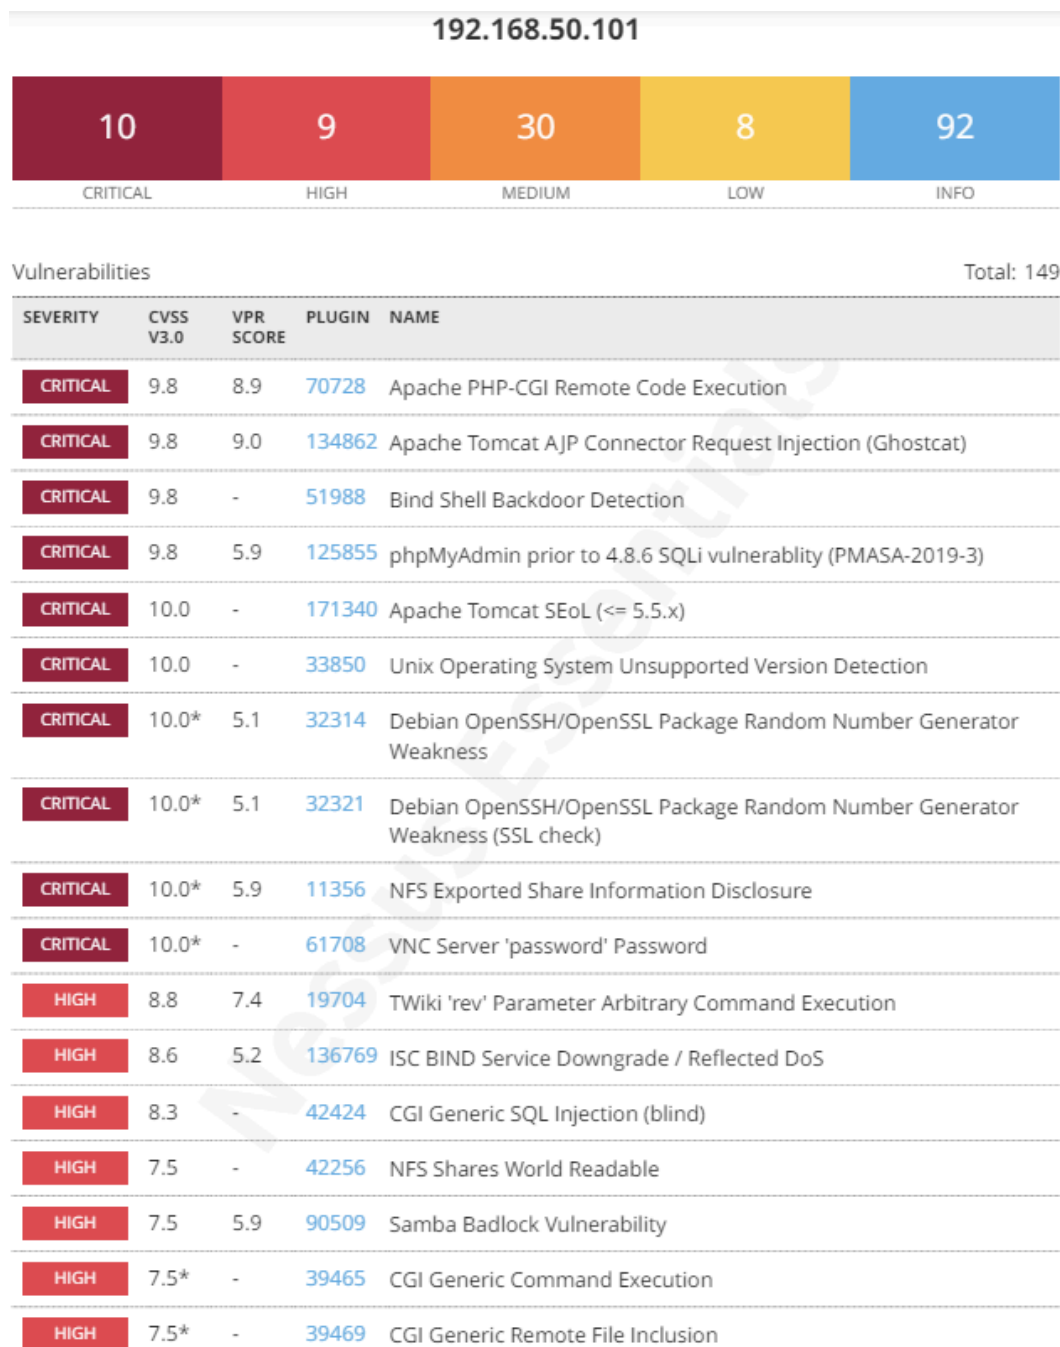 192.168.50.101
10 9 30 8 92
CRITICAL HIGH MEDIUM LOW INFO
Vulnerabilities Total: 149
SEVERITY CVSS V3.0 VPR SCORE PLUGIN NAME
CRITICAL 9.8 8.9 70728 Apache PHP-CGI Remote Code Execution
CRITICAL 9.8 9.0 134862 Apache Tomcat AJP Connector Request Injection (Ghostcat)
CRITICAL 9.8 - 51988 Bind Shell Backdoor Detection
CRITICAL 9.8 5.9 125855 phpMyAdmin prior to 4.8.6 SQLi vulnerablity (PMASA-2019-3)
CRITICAL 10.0 - 171340 Apache Tomcat SEoL (<= 5.5.x)
CRITICAL 10.0 - 33850 Unix Operating System Unsupported Version Detection
CRITICAL 10.0* 5.1 32314 Debian OpenSSH/OpenSSL Package Random Number Generator
Weakness
CRITICAL 10.0* 5.1 32321 Debian OpenSSH/OpenSSL Package Random Number Generator
Weakness (SSL check)
CRITICAL 10.0* 5.9 11356 NFS Exported Share Information Disclosure
CRITICAL 10.0* - 61708 VNC Server 'password' Password
HIGH 8.8 7.4 19704 TWiki 'rev' Parameter Arbitrary Command Execution
HIGH 8.6 5.2 136769 ISC BIND Service Downgrade / Reflected DoS
HIGH 8.3 - 42424 CGI Generic SQL Injection (blind)
HIGH 7.5 - 42256 NFS Shares World Readable
HIGH 7.5 5.9 90509 Samba Badlock Vulnerability
HIGH 7.5* - 39465 CGI Generic Command Execution
HIGH 7.5* - 39469 CGI Generic Remote File Inclusion
Nessus Essentials